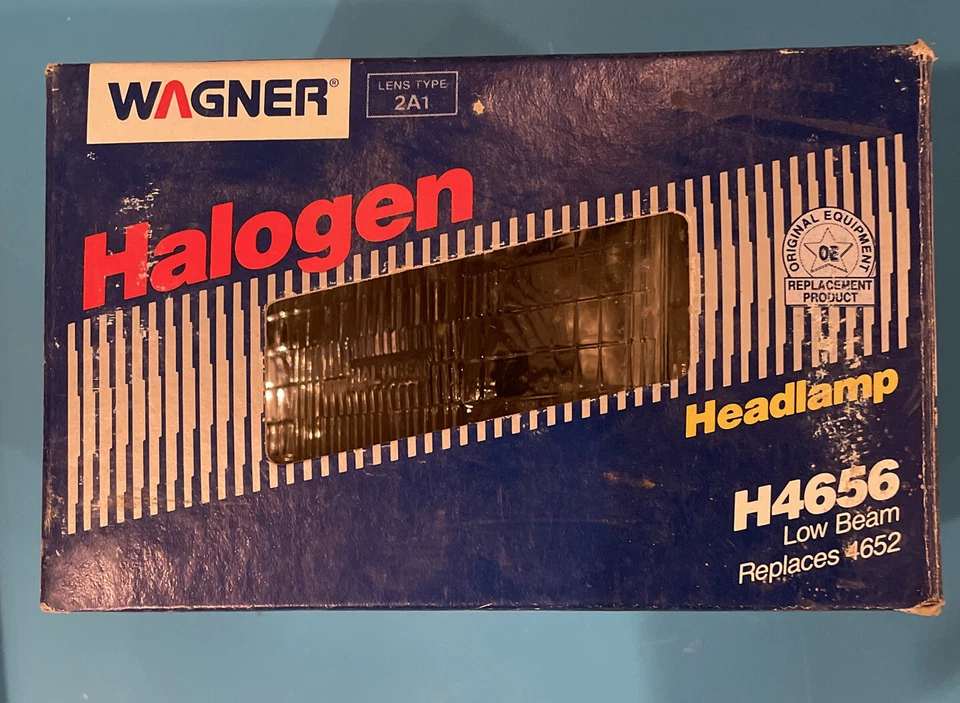 WAGNER®
LENS TYPE
2A1
Halogen
ORIGINAL EQUIPMENT
OE
REPLACEMENT
PRODUCT
Headlamp
H4656
Low Beam
Replaces 4652